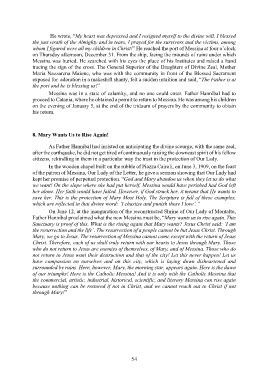 He wrote, "My heart was depressed and I resigned myself to the divine will. I blessed
the just wrath of the Almighty and in tears. I prayed for the survivors and the victims, among
whom I figured were all my children in Christ!" He reached the port of Messina at four o'clock
on Thursday afternoon, December 31. From the ship, facing the mounds of ruins under which
Messina was buried, He searched with his eyes the place of his Institutes and raised a hand
tracing the sign of the cross. The General Superior of the Daughters of Divine Zeal, Mother
Maria Nazarena Maione, who was with the community in front of the Blessed Sacrament
exposed for adoration in a makeshift shanty, felt a sudden intuition and said, "The Father is at
the port and he is blessing us!"
Messina was in a state of calamity, and no one could enter. Father Hannibal had to
proceed to Catania, where he obtained a permit to return to Messina. He was among his children
on the evening of January 5, at the end of the triduum of prayers by the community to obtain
his return.
8. Mary Wants Us to Rise Again!
As Father Hannibal had insisted on anticipating the divine scourge, with the same zeal,
after the earthquake, he did not get tired of continuously raising the downcast spirit of his fellow
citizens, rekindling in them in a particular way the trust in the protection of Our Lady.
In the wooden chapel built on the rubble of Piazza Cairoli, on June 3, 1909, on the feast
of the patron of Messina, Our Lady of the Letter, he gave a sermon showing that Our Lady had
kept her promise of perpetual protection. "God and Mary abandon us when they let us do what
we want! On the slope where she had put herself, Messina would have perished had God left
her alone. Her faith would have failed. However, if God struck her, it means that He wants to
save her. This is the protection of Mary Most Holy. The Scripture is full of these examples,
which are reflected in that divine word: 'I chastize and punish those I love'."
On June 12, at the inauguration of the reconstructed Shrine of Our Lady of Montalto,
Father Hannibal proclaimed what the new Messina must be, "Mary wants us to rise again. This
Sanctuary is proof of this. What is the rising again that Mary wants? Jesus Christ said: 'I am
the resurrection and the life'. The resurrection of a people cannot be but Jesus Christ. Through
Mary, we go to Jesus. The resurrection of Messina cannot come except with the return of Jesus
Christ. Therefore, each of us shall truly return with our hearts to Jesus through Mary. Those
who do not return to Jesus are enemies of themselves, of Mary, and of Messina. Those who do
not return to Jesus want their destruction and that of the city! Let this never happen! Let us
have compassion on ourselves and on this city, which is laying down disheartened and
surrounded by ruins. Here, however, Mary, the morning star, appears again. Here is the dawn
of our triumphs! Here is the Catholic Messina! And it is only with the Catholic Messina that
the commercial, artistic, industrial, historical, scientific, and literary Messina can rise again
because nothing can be restored if not in Christ, and we cannot reach out to Christ if not
through Mary!"
54